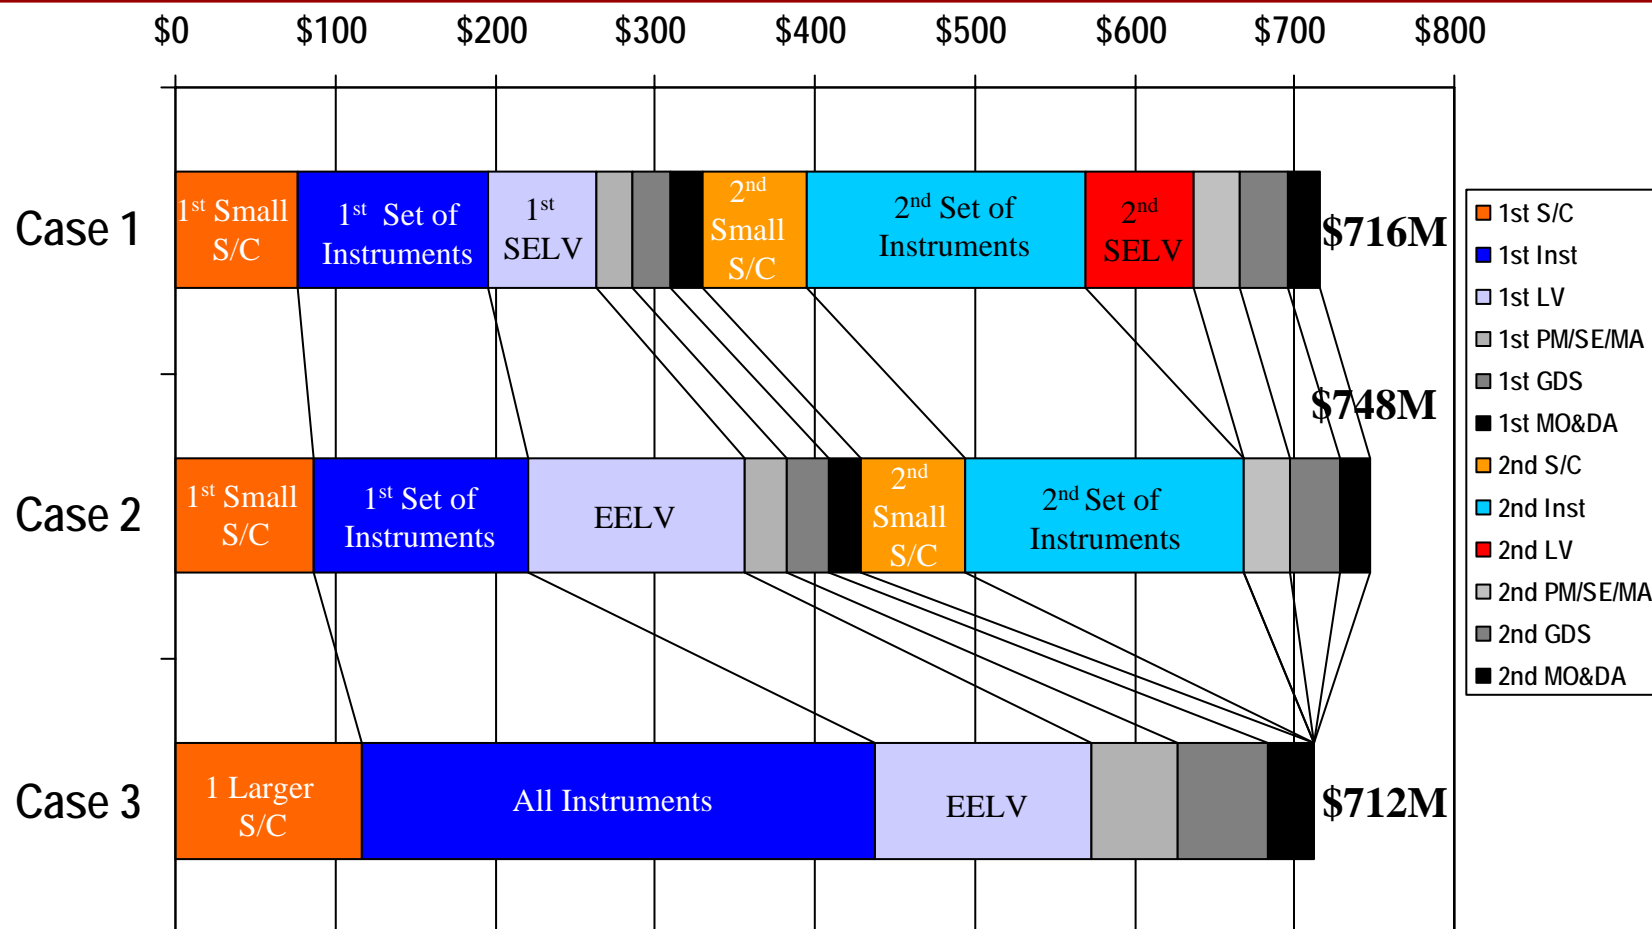 $0 $100 $200 $300 $400 $500 $600 $700 $800
Case 1
1st Small
S/C
1st Set of
Instruments
1st
SELV
2nd
Small
S/C
2nd Set of
Instruments
2nd
SELV
$716M
$748M
Case 2
1st Small
S/C
1st Set of
Instruments
EELV
2nd
Small
S/C
2nd Set of
Instruments
Case 3
1 Larger
S/C
All Instruments
EELV
$712M
1st S/C
1st Inst
1st LV
1st PM/SE/MA
1st GDS
1st MO&DA
2nd S/C
2nd Inst
2nd LV
2nd PM/SE/MA
2nd GDS
2nd MO&DA